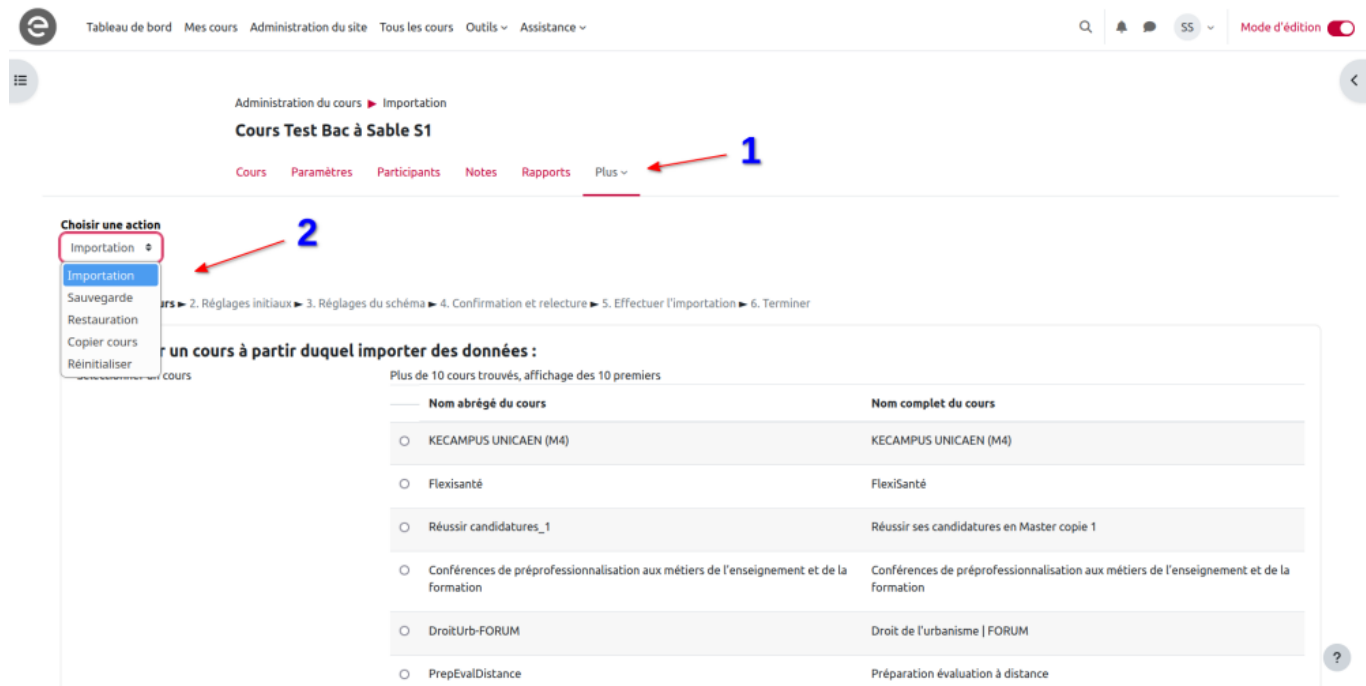 Tableau de bord Mes cours Administration du site Tous les cours Outils Assistance SS Mode d'édition
Administration du cours ► Importation
Cours Test Bac à Sable S1
1
Cours Paramètres Participants Notes Rapports Plus
Choisir une action
2
Importation
Importation
Sauvegarde
urs ► 2. Réglages initiaux ► 3. Réglages du schéma ► 4. Confirmation et relecture ► 5. Effectuer l'importation ► 6. Terminer
Restauration
Copier cours
r un cours à partir duquel importer des données :
Réinitialiser
Sélectionner un cours Plus de 10 cours trouvés, affichage des 10 premiers
Nom abrégé du cours Nom complet du cours
KECAMPUS UNICAEN (M4) KECAMPUS UNICAEN (M4)
Flexisanté FlexiSanté
Réussir candidatures_1 Réussir ses candidatures en Master copie 1
Conférences de préprofessionnalisation aux métiers de l'enseignement et de la Conférences de préprofessionnalisation aux métiers de l'enseignement et de la
formation formation
DroitUrb-FORUM Droit de l'urbanisme | FORUM
PrepEvalDistance Préparation évaluation à distance
?